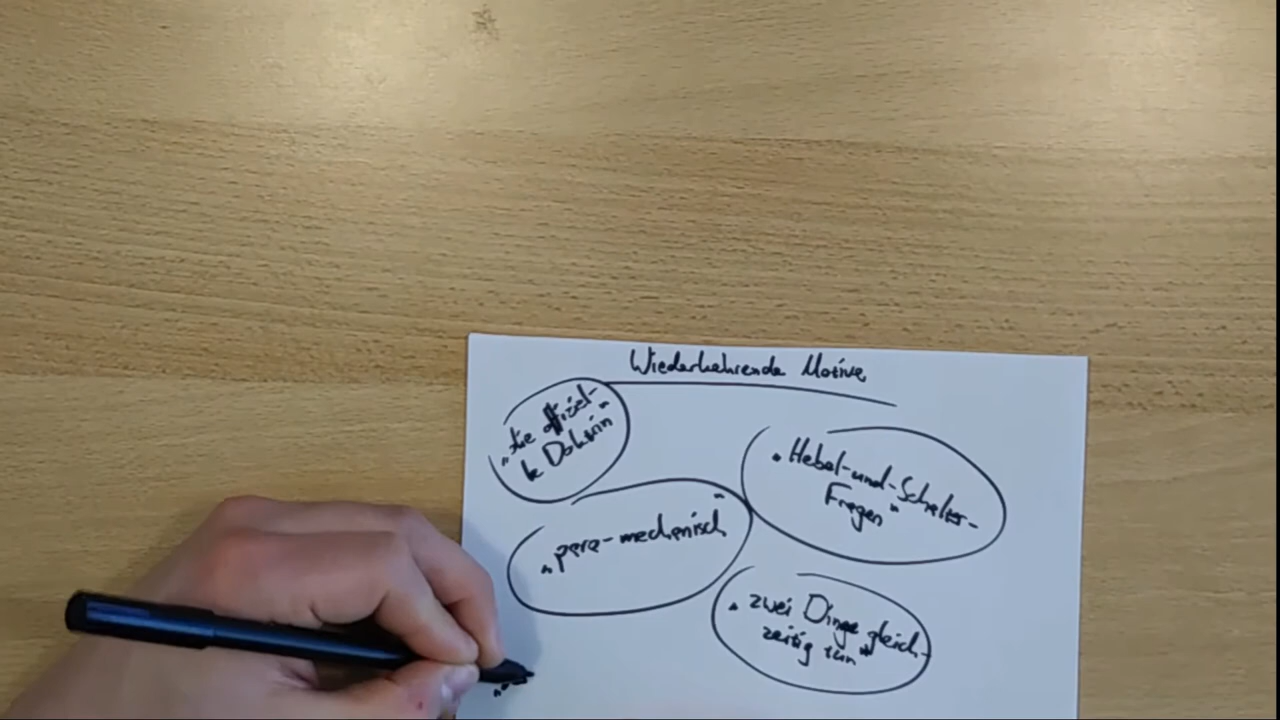 Wiederkehrende Motive
„die offiziel-
le Doktrin"
„Hebel-und-Schalter-
Fragen"
„para-mechanisch"
„zwei Dinge gleich-
zeitig tun"